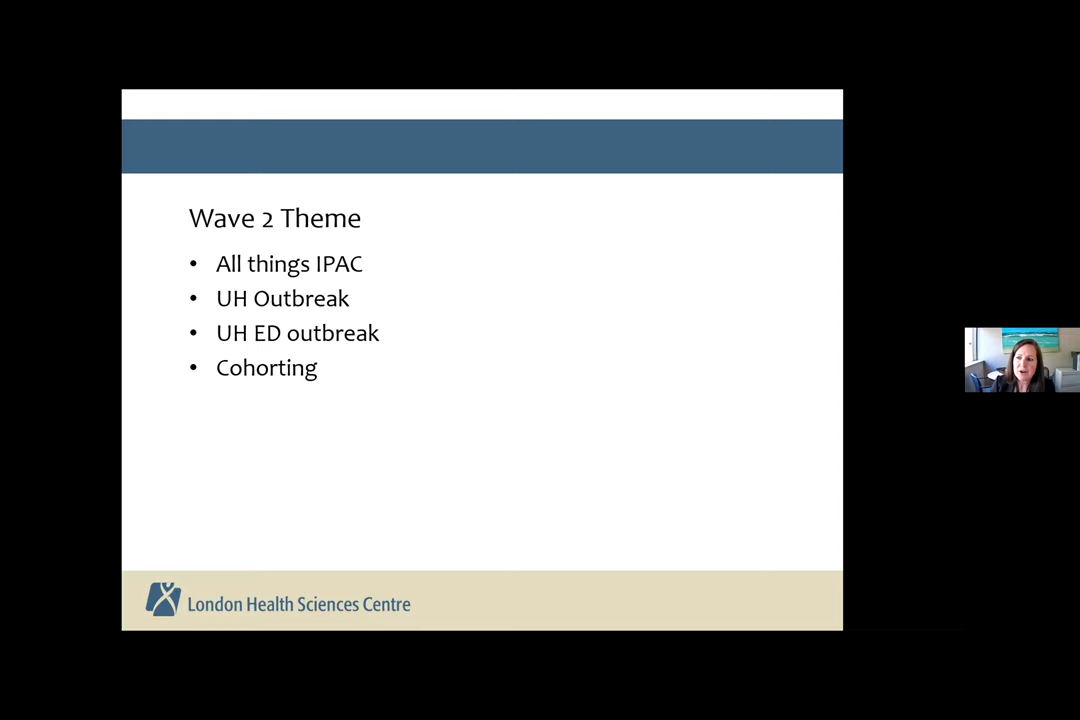 Wave 2 Theme
• All things IPAC
• UH Outbreak
• UH ED outbreak
• Cohorting
London Health Sciences Centre